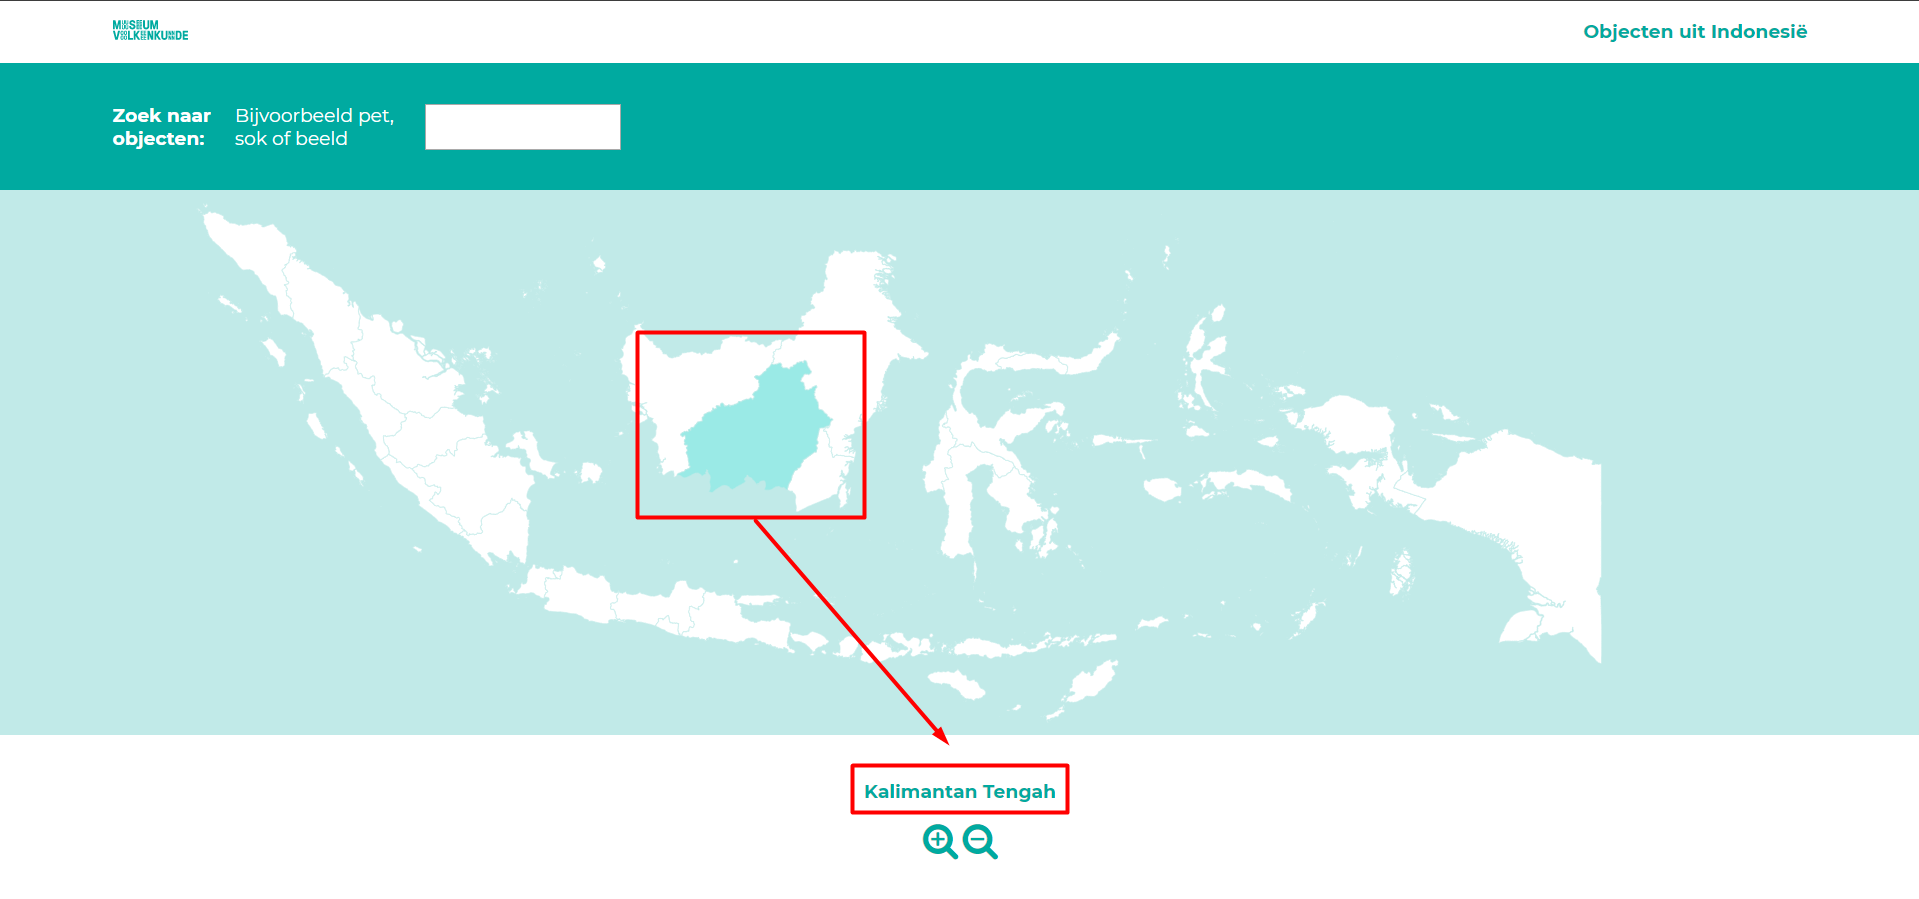 MUSEUM
VOLKENKUNDE
Objecten uit Indonesië
Zoek naar
objecten:
Bijvoorbeeld pet,
sok of beeld
Kalimantan Tengah